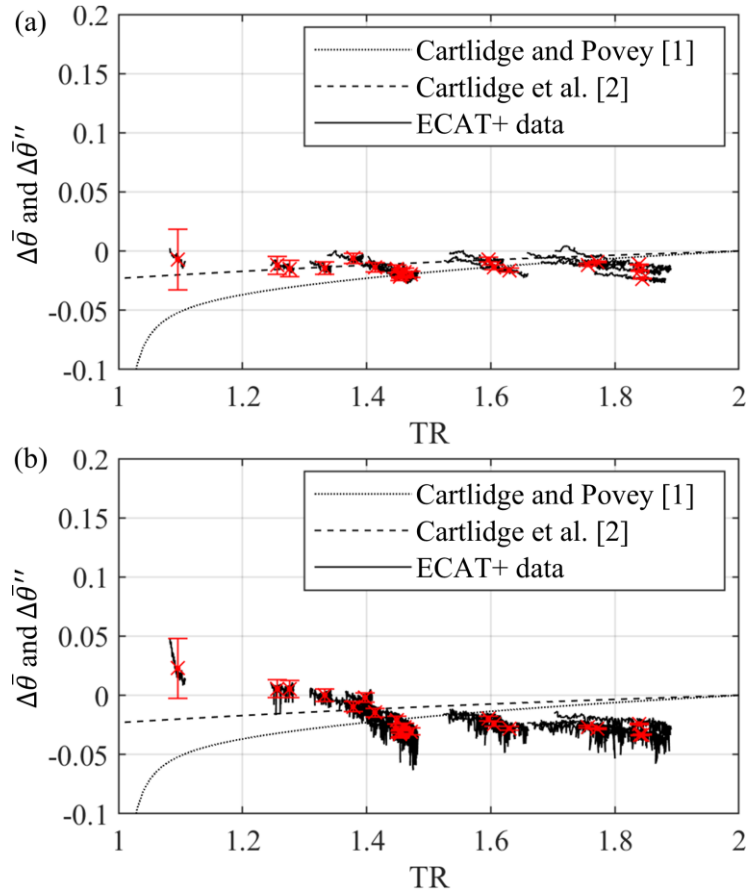 (a)
0.2
0.15
0.1
0.05
0
-0.05
-0.1
Δθ̄ and Δθ̄′′
Cartlidge and Povey [1]
Cartlidge et al. [2]
ECAT+ data
1 1.2 1.4 1.6 1.8 2
TR
(b)
0.2
0.15
0.1
0.05
0
-0.05
-0.1
Δθ̄ and Δθ̄′′
Cartlidge and Povey [1]
Cartlidge et al. [2]
ECAT+ data
1 1.2 1.4 1.6 1.8 2
TR